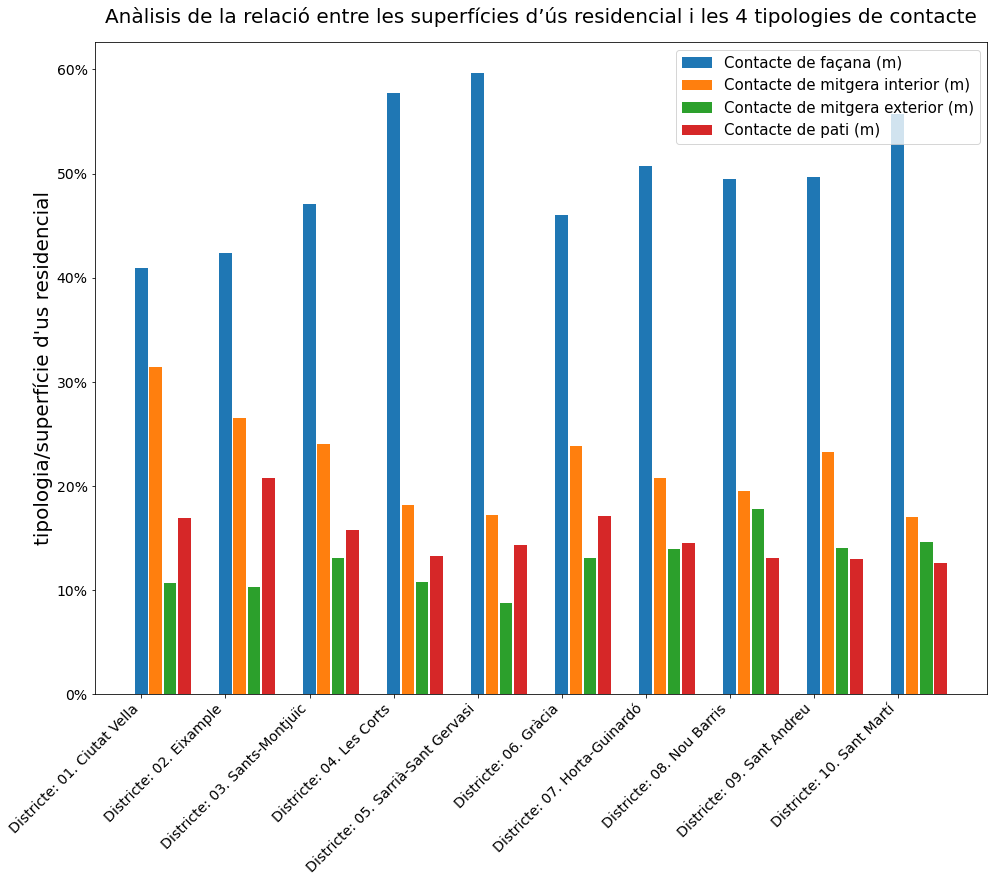 Anàlisis de la relació entre les superfícies d’ús residencial i les 4 tipologies de contacte
Contacte de façana (m)
Contacte de mitgera interior (m)
Contacte de mitgera exterior (m)
Contacte de pati (m)
tipologia/superfície d'us residencial
60%
50%
40%
30%
20%
10%
0%
Districte: 01. Ciutat Vella
Districte: 02. Eixample
Districte: 03. Sants-Montjuïc
Districte: 04. Les Corts
Districte: 05. Sarrià-Sant Gervasi
Districte: 06. Gràcia
Districte: 07. Horta-Guinardó
Districte: 08. Nou Barris
Districte: 09. Sant Andreu
Districte: 10. Sant Martí